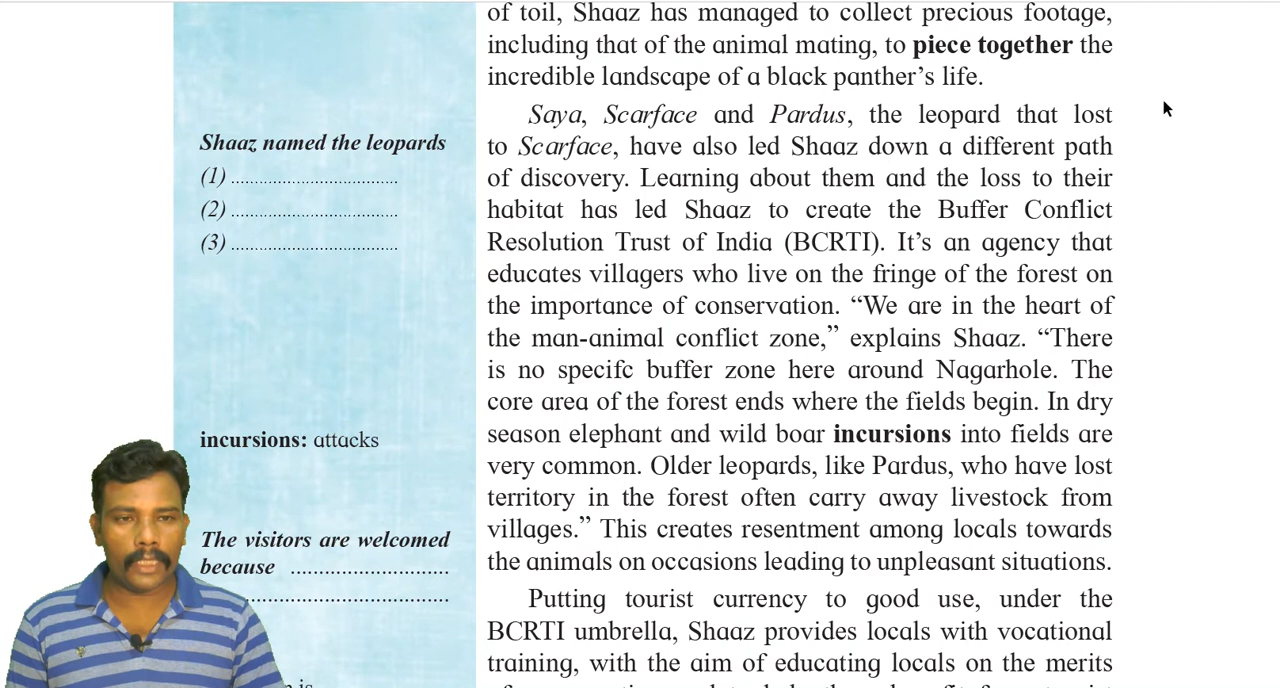 Shaaz named the leopards
(1) ....................................
(2) ....................................
(3) ....................................
incursions: attacks
The visitors are welcomed
because ..................................
............................................
is
of toil, Shaaz has managed to collect precious footage,
including that of the animal mating, to piece together the
incredible landscape of a black panther’s life.
Saya, Scarface and Pardus, the leopard that lost
to Scarface, have also led Shaaz down a different path
of discovery. Learning about them and the loss to their
habitat has led Shaaz to create the Buffer Conflict
Resolution Trust of India (BCRTI). It’s an agency that
educates villagers who live on the fringe of the forest on
the importance of conservation. “We are in the heart of
the man-animal conflict zone,” explains Shaaz. “There
is no specifc buffer zone here around Nagarhole. The
core area of the forest ends where the fields begin. In dry
season elephant and wild boar incursions into fields are
very common. Older leopards, like Pardus, who have lost
territory in the forest often carry away livestock from
villages.” This creates resentment among locals towards
the animals on occasions leading to unpleasant situations.
Putting tourist currency to good use, under the
BCRTI umbrella, Shaaz provides locals with vocational
training, with the aim of educating locals on the merits